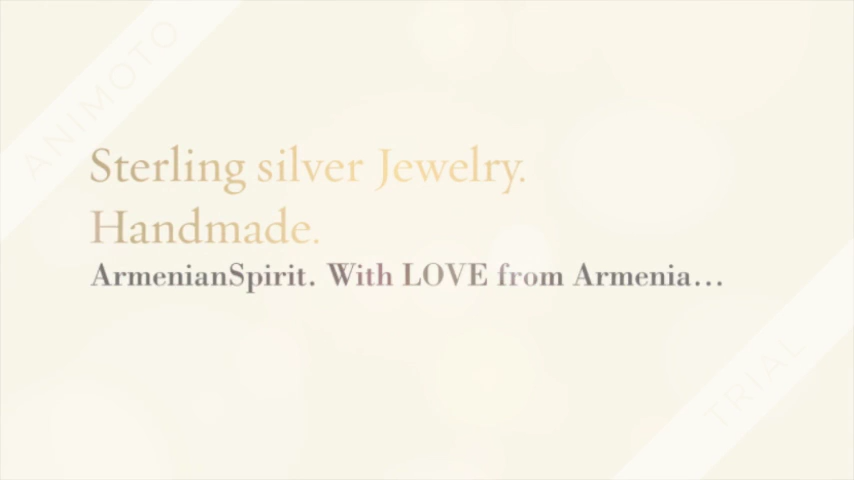 ANIMOTO
Sterling silver Jewelry.
Handmade.
ArmenianSpirit. With LOVE from Armenia...
TRIAL